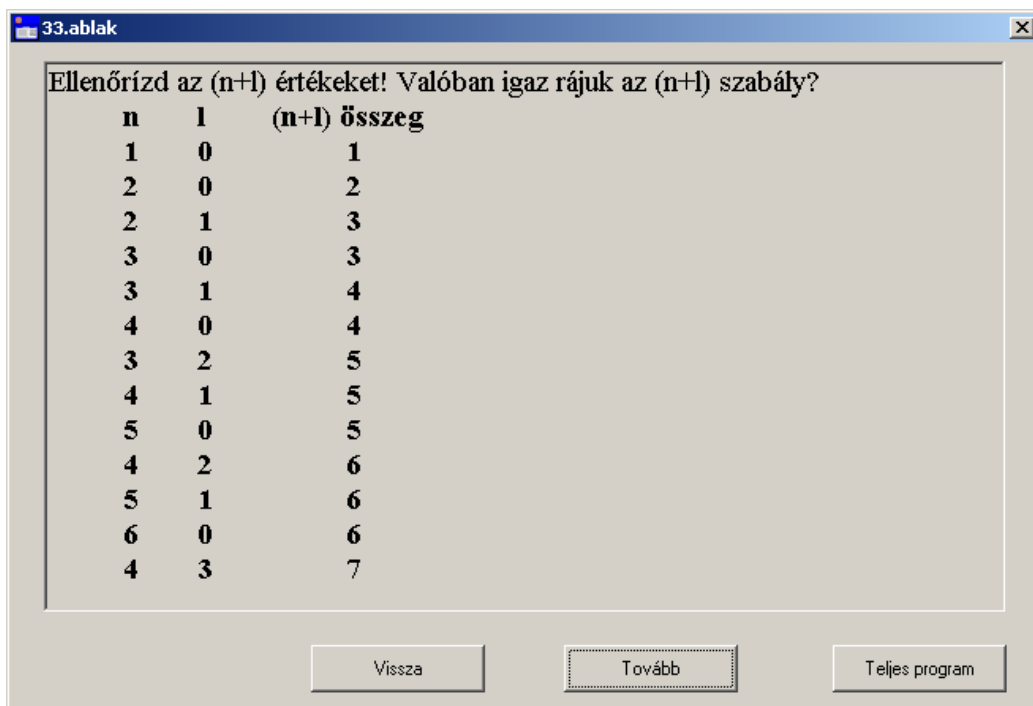 33.ablak
Ellenőrízd az (n+l) értékeket! Valóban igaz rájuk az (n+l) szabály?
n l (n+l) összeg
1 0 1
2 0 2
2 1 3
3 0 3
3 1 4
4 0 4
3 2 5
4 1 5
5 0 5
4 2 6
5 1 6
6 0 6
4 3 7
Vissza Tovább Teljes program